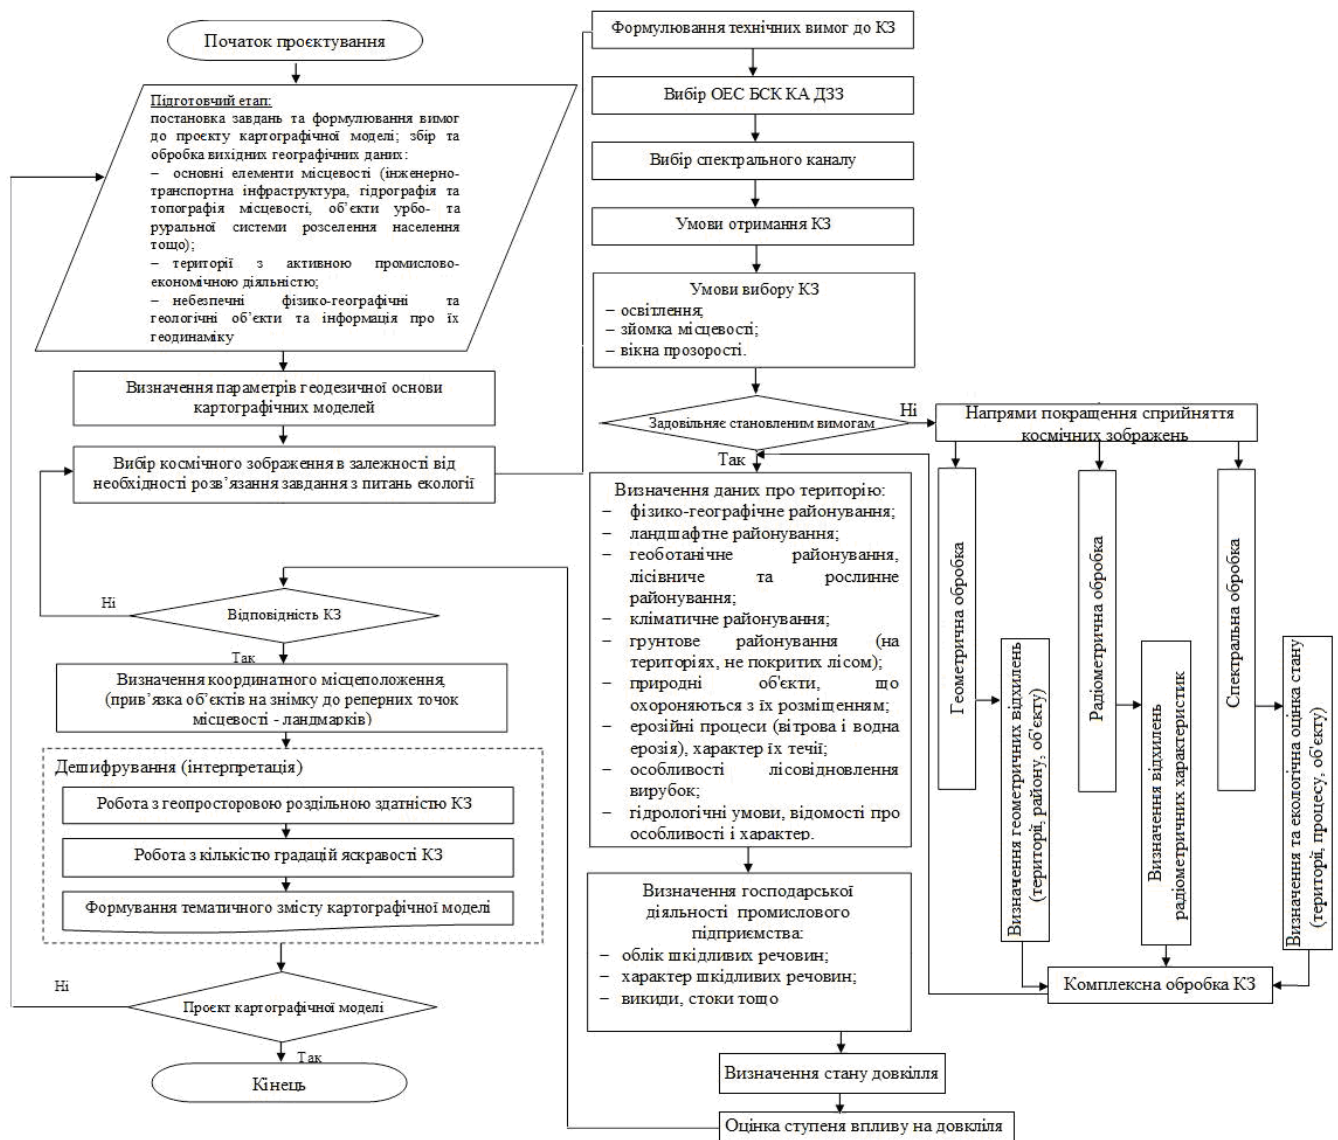 Початок проєктування
Підготовчий етап:
постановка завдань та формулювання вимог
до проєкту картографічної моделі; збір та
обробка вихідних географічних даних:
– основні елементи місцевості (інженерно-
транспортна інфраструктура, гідрографія та
топографія місцевості, об’єкти урбо- та
руральної системи розселення населення
тощо);
– території з активною промислово-
економічною діяльністю;
– небезпечні фізико-географічні та
геологічні об’єкти та інформація про їх
геодинаміку
Визначення параметрів геодезичної основи
картографічних моделей
Вибір космічного зображення в залежності від
необхідності розв’язання завдання з питань екології
Ні
Відповідність КЗ
Так
Визначення координатного місцеположення,
(прив’язка об’єктів на знімку до реперних точок
місцевості - ландмарків)
Дешифрування (інтерпретація)
Робота з геопросторовою роздільною здатністю КЗ
Робота з кількістю градацій яскравості КЗ
Формування тематичного змісту картографічної моделі
Ні
Проєкт картографічної моделі
Так
Кінець
Формулювання технічних вимог до КЗ
Вибір ОЕС БСК КА ДЗЗ
Вибір спектрального каналу
Умови отримання КЗ
Умови вибору КЗ
– освітлення;
– зйомка місцевості;
– вікна прозорості.
Задовільняє становленим вимогам
Ні
Так
Визначення даних про територію:
– фізико-географічне районування;
– ландшафтне районування;
– геоботанічне районування,
лісівниче та рослинне
районування;
– кліматичне районування;
– грунтове районування (на
територіях, не покритих лісом);
– природні об'єкти, що
охороняються з їх розміщенням;
– ерозійні процеси (вітрова і водна
ерозія), характер їх течії;
– особливості лісовідновлення
вирубок;
– гідрологічні умови, відомості про
особливості і характер.
Визначення господарської
діяльності промислового
підприємства:
– облік шкідливих речовин;
– характер шкідливих речовин;
– викиди, стоки тощо
Визначення стану довкілля
Оцінка ступеня впливу на довкліля
Напрями покращення сприйняття
космічних зображень
Геометрична обробка
Визначення геометричних відхилень
(території, району, об'єкту)
Радіометрична обробка
Визначення відхилень
радіометричних характеристик
Спектральна обробка
Визначення та екологічна оцінка стану
(території, процесу, об'єкту)
Комплексна обробка КЗ